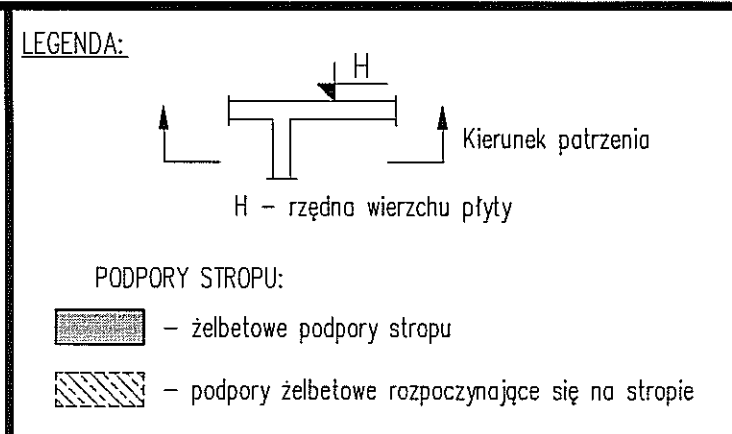 LEGENDA:
H
Kierunek patrzenia
H – rzędna wierzchu płyty
PODPORY STROPU:
– żelbetowe podpory stropu
– podpory żelbetowe rozpoczynające się na stropie